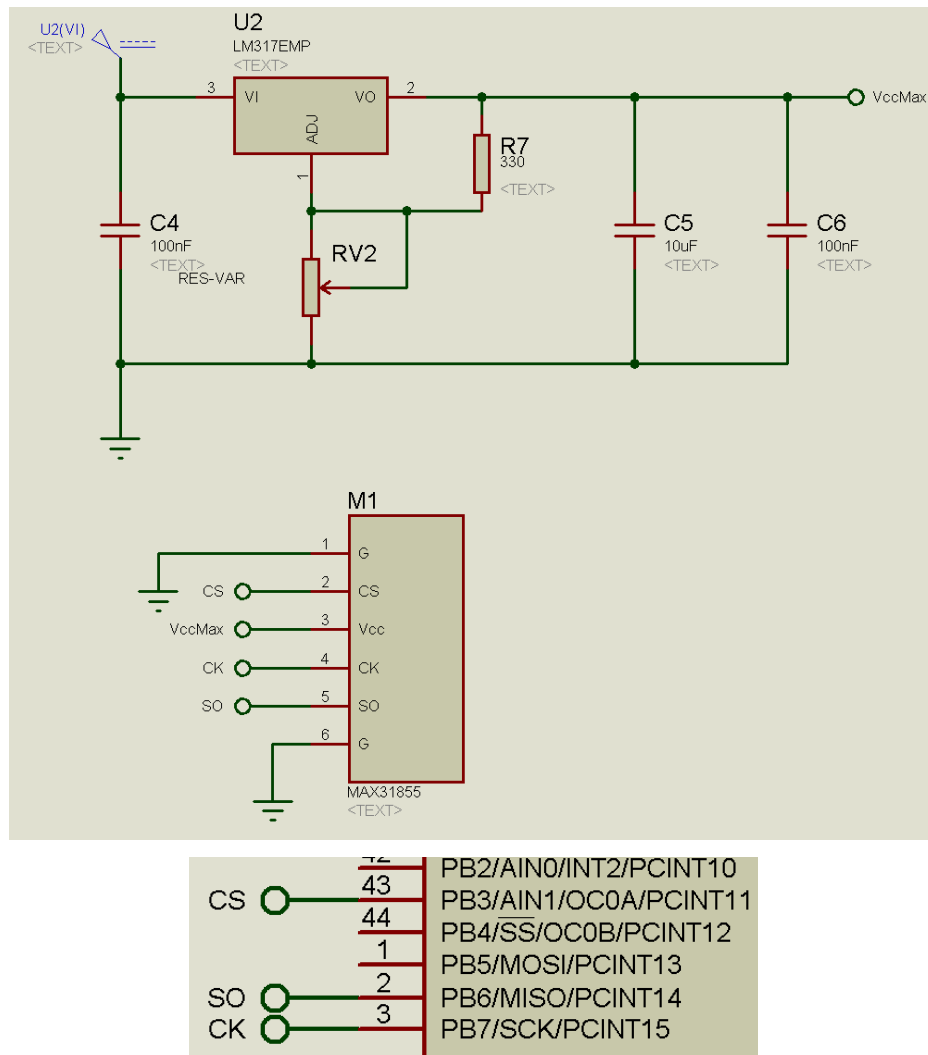 U2
U2(VI)
<TEXT>
LM317EMP
<TEXT>
3
VI
VO
2
VccMax
ADJ
1
R7
330
<TEXT>
C4
100nF
<TEXT>
RES-VAR
RV2
C5
10uF
<TEXT>
C6
100nF
<TEXT>
M1
1
G
CS
2
CS
VccMax
3
Vcc
CK
4
CK
SO
5
SO
6
G
MAX31855
<TEXT>
42
PB2/AIN0/INT2/PCINT10
CS
43
PB3/AIN1/OC0A/PCINT11
44
PB4/SS/OC0B/PCINT12
1
PB5/MOSI/PCINT13
SO
2
PB6/MISO/PCINT14
CK
3
PB7/SCK/PCINT15